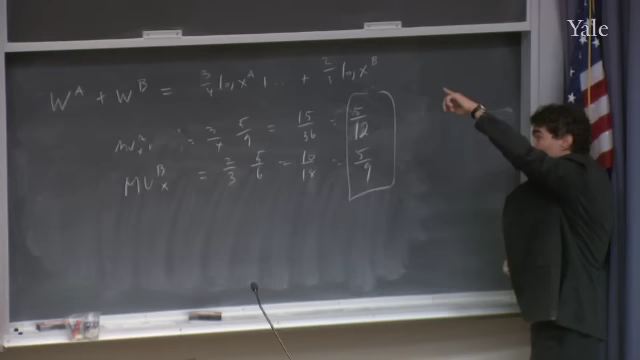 Yale
W^A + W^B = 3/4 ln x^A + ... + 2/3 ln x^B
= 3/4 5/9 = 15/36 = 5/12
MU_x^B = 2/3 5/6 = 10/18 = 5/9